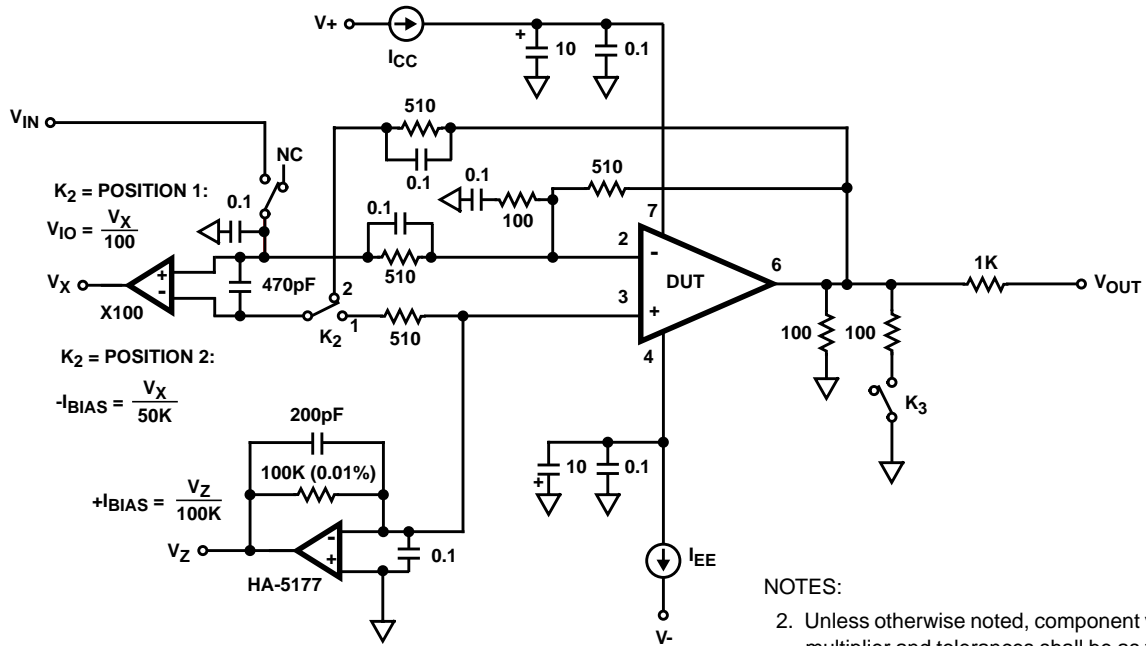 V+
ICC
+
10
0.1
VIN
NC
510
0.1
510
K2 = POSITION 1:
VIO = VX
100
0.1
0.1
100
0.1
510
7
2
-
6
1K
VOUT
VX
+
-
X100
470pF
2
K2
1
510
3
+
DUT
4
100
100
K3
K2 = POSITION 2:
-IBIAS = VX
50K
200pF
100K (0.01%)
+IBIAS = VZ
100K
10
0.1
+
VZ
-
+
0.1
HA-5177
IEE
V-
NOTES:
2. Unless otherwise noted, component
multiplier and tolerances shall be as